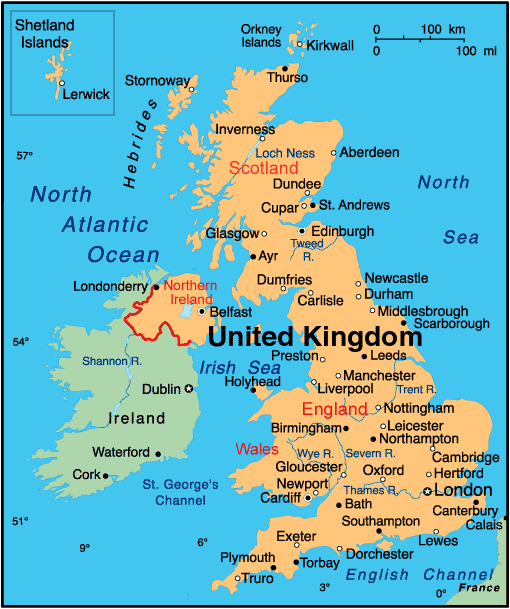 Shetland
Islands
Lerwick
Orkney
Islands
Kirkwall
0 100 km
0 100 mi
Thurso
Stornoway
Hebrides
Inverness
Loch Ness
Aberdeen
57°
Scotland
North
Atlantic
Ocean
North
Sea
Dundee
Cupar
St. Andrews
Glasgow
Edinburgh
Tweed
R.
Ayr
Londonderry
Northern
Ireland
Dumfries
Carlisle
Newcastle
Durham
Belfast
Middlesbrough
Scarborough
United Kingdom
54°
Shannon R.
Irish Sea
Preston
Leeds
Manchester
Liverpool
Trent R.
Dublin
Holyhead
Ireland
England
Nottingham
Birmingham
Leicester
Northampton
Waterford
Wales
Wye R.
Severn R.
Cambridge
Cork
St. George's
Channel
Gloucester
Oxford
Hertford
Newport
Thames R.
London
Cardiff
Bath
Canterbury
51°
Southampton
Calais
Exeter
Lewes
9°
6°
Plymouth
Torbay
Dorchester
Truro
English Channel
3°
0°
France